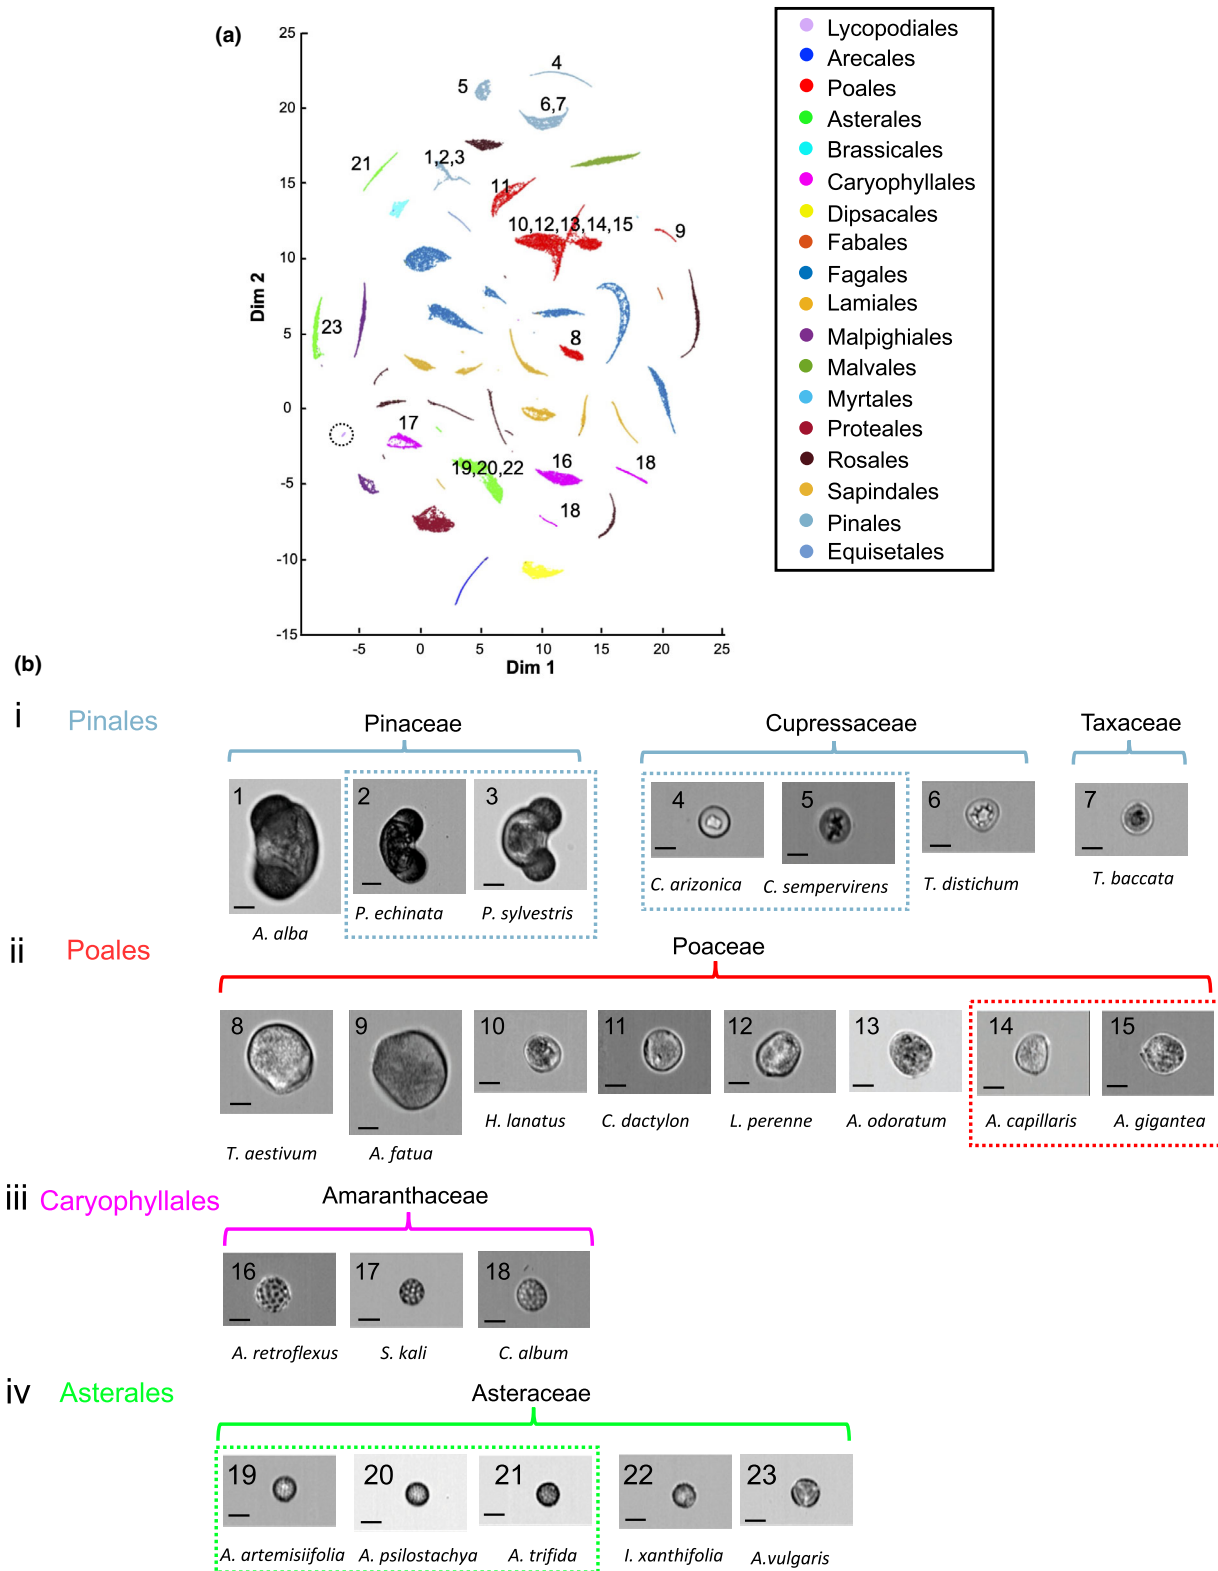 (a)
25
20
15
10
5
0
-5
-10
-15
Dim 2
-5
0
5
10
15
20
25
Dim 1
4
5
6,7
21
1,2,3
11
10,12,13,14,15
9
23
8
17
19,20,22
16
18
18
Lycopodiales
Arecales
Poales
Asterales
Brassicales
Caryophyllales
Dipsacales
Fabales
Fagales
Lamiales
Malpighiales
Malvales
Myrtales
Proteales
Rosales
Sapindales
Pinales
Equisetales
(b)
i Pinales
Pinaceae Cupressaceae Taxaceae
1 2 3 4 5 6 7
A. alba P. echinata P. sylvestris C. arizonica C. sempervirens T. distichum T. baccata
ii Poales
Poaceae
8 9 10 11 12 13 14 15
T. aestivum A. fatua H. lanatus C. dactylon L. perenne A. odoratum A. capillaris A. gigantea
iii Caryophyllales
Amaranthaceae
16 17 18
A. retroflexus S. kali C. album
iv Asterales
Asteraceae
19 20 21 22 23
A. artemisiifolia A. psilostachya A. trifida I. xanthifolia A.vulgaris